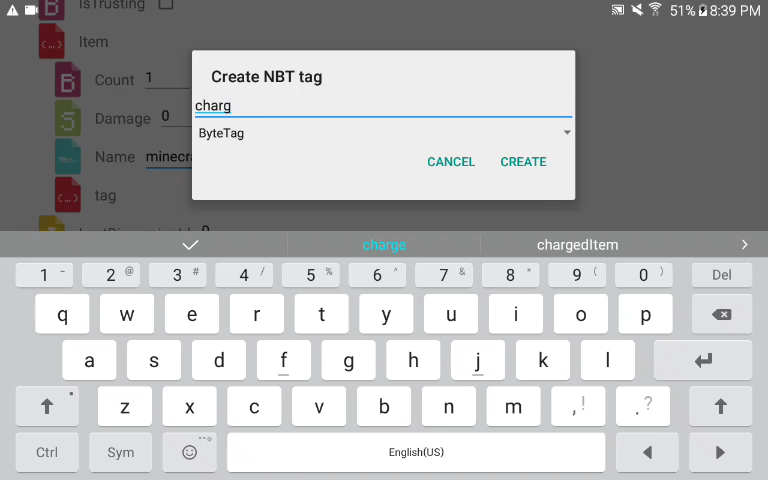 51% 8:39 PM
IsTrusting
Item
Count 1
Damage 0
Name minecr
tag
Create NBT tag
charg
ByteTag
CANCEL CREATE
charge chargedItem
1 - 2 @ 3 # 4 / 5 % 6 ^ 7 & 8 * 9 ( 0 ) Del
q w e r t y u i o p
a s d f g h j k l
z x c v b n m , ! . ?
Ctrl Sym English(US)